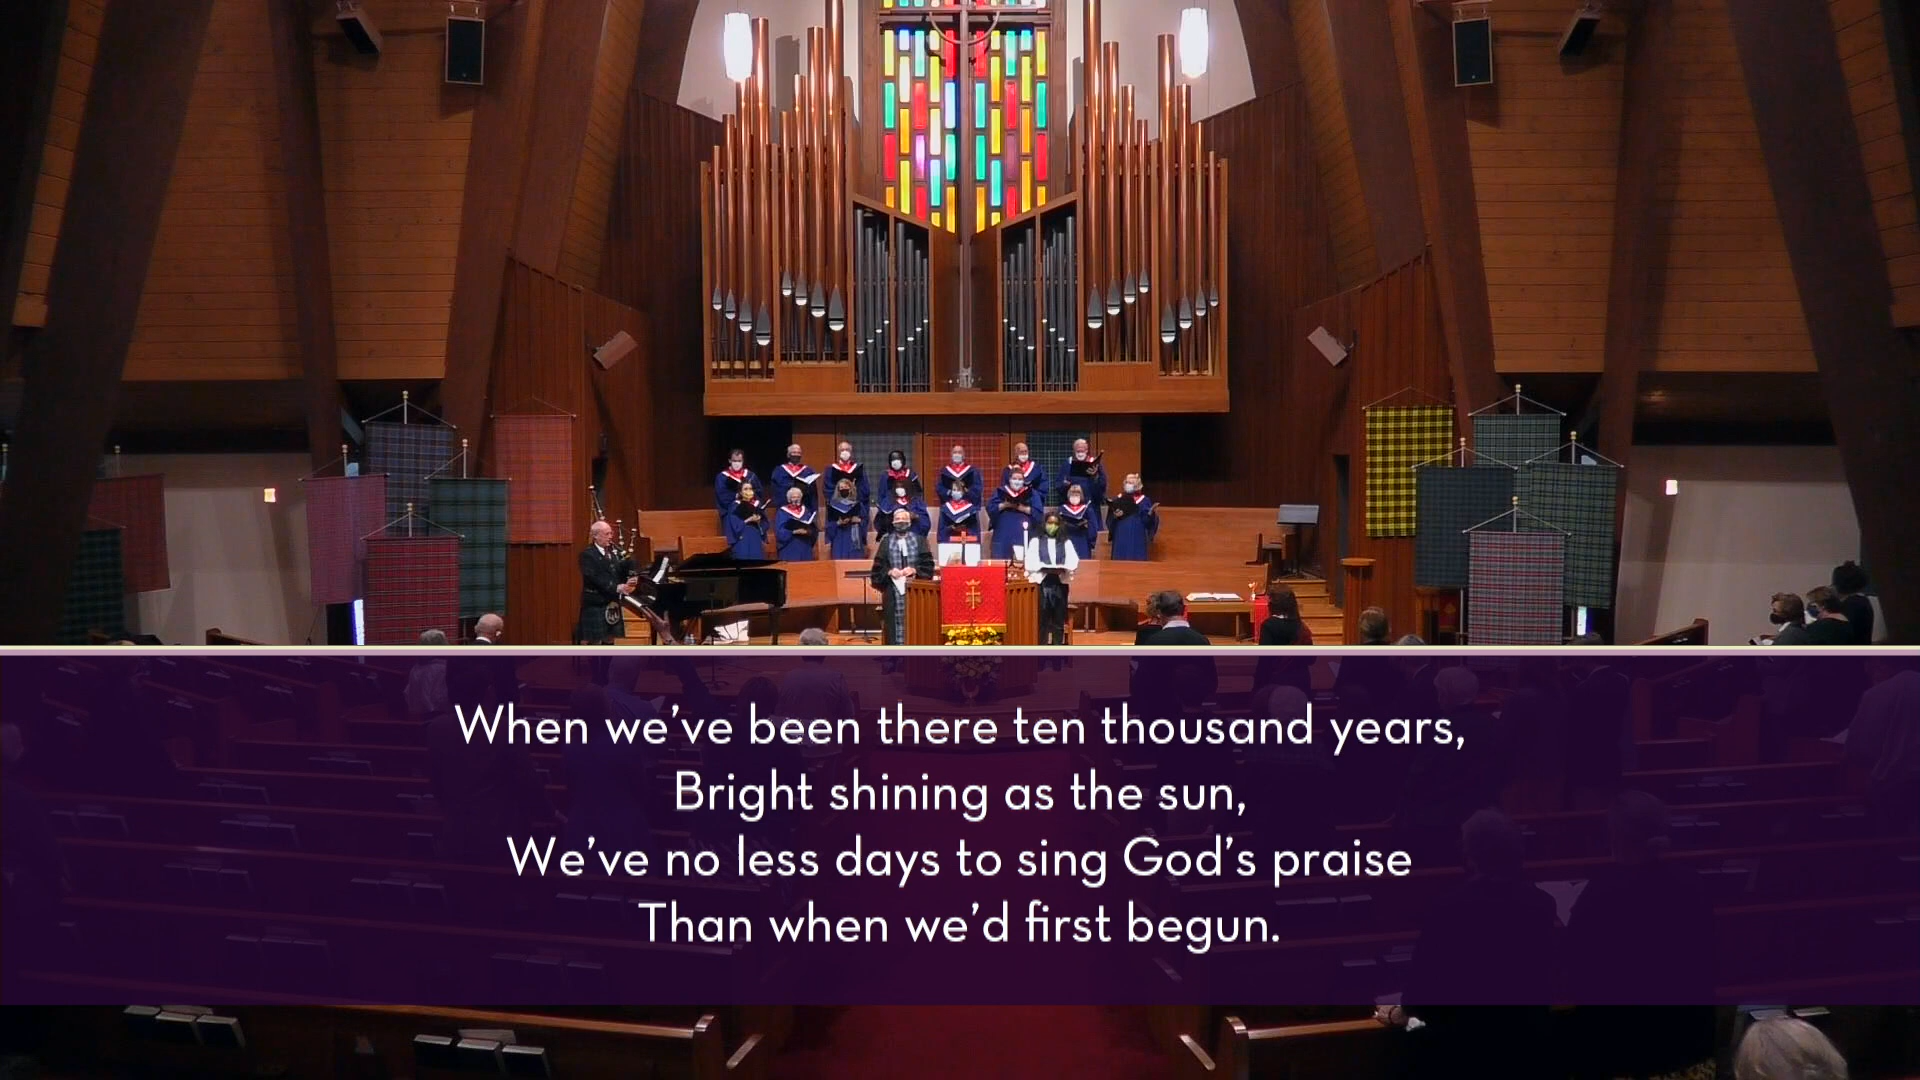 When we’ve been there ten thousand years,
Bright shining as the sun,
We’ve no less days to sing God’s praise
Than when we’d first begun.